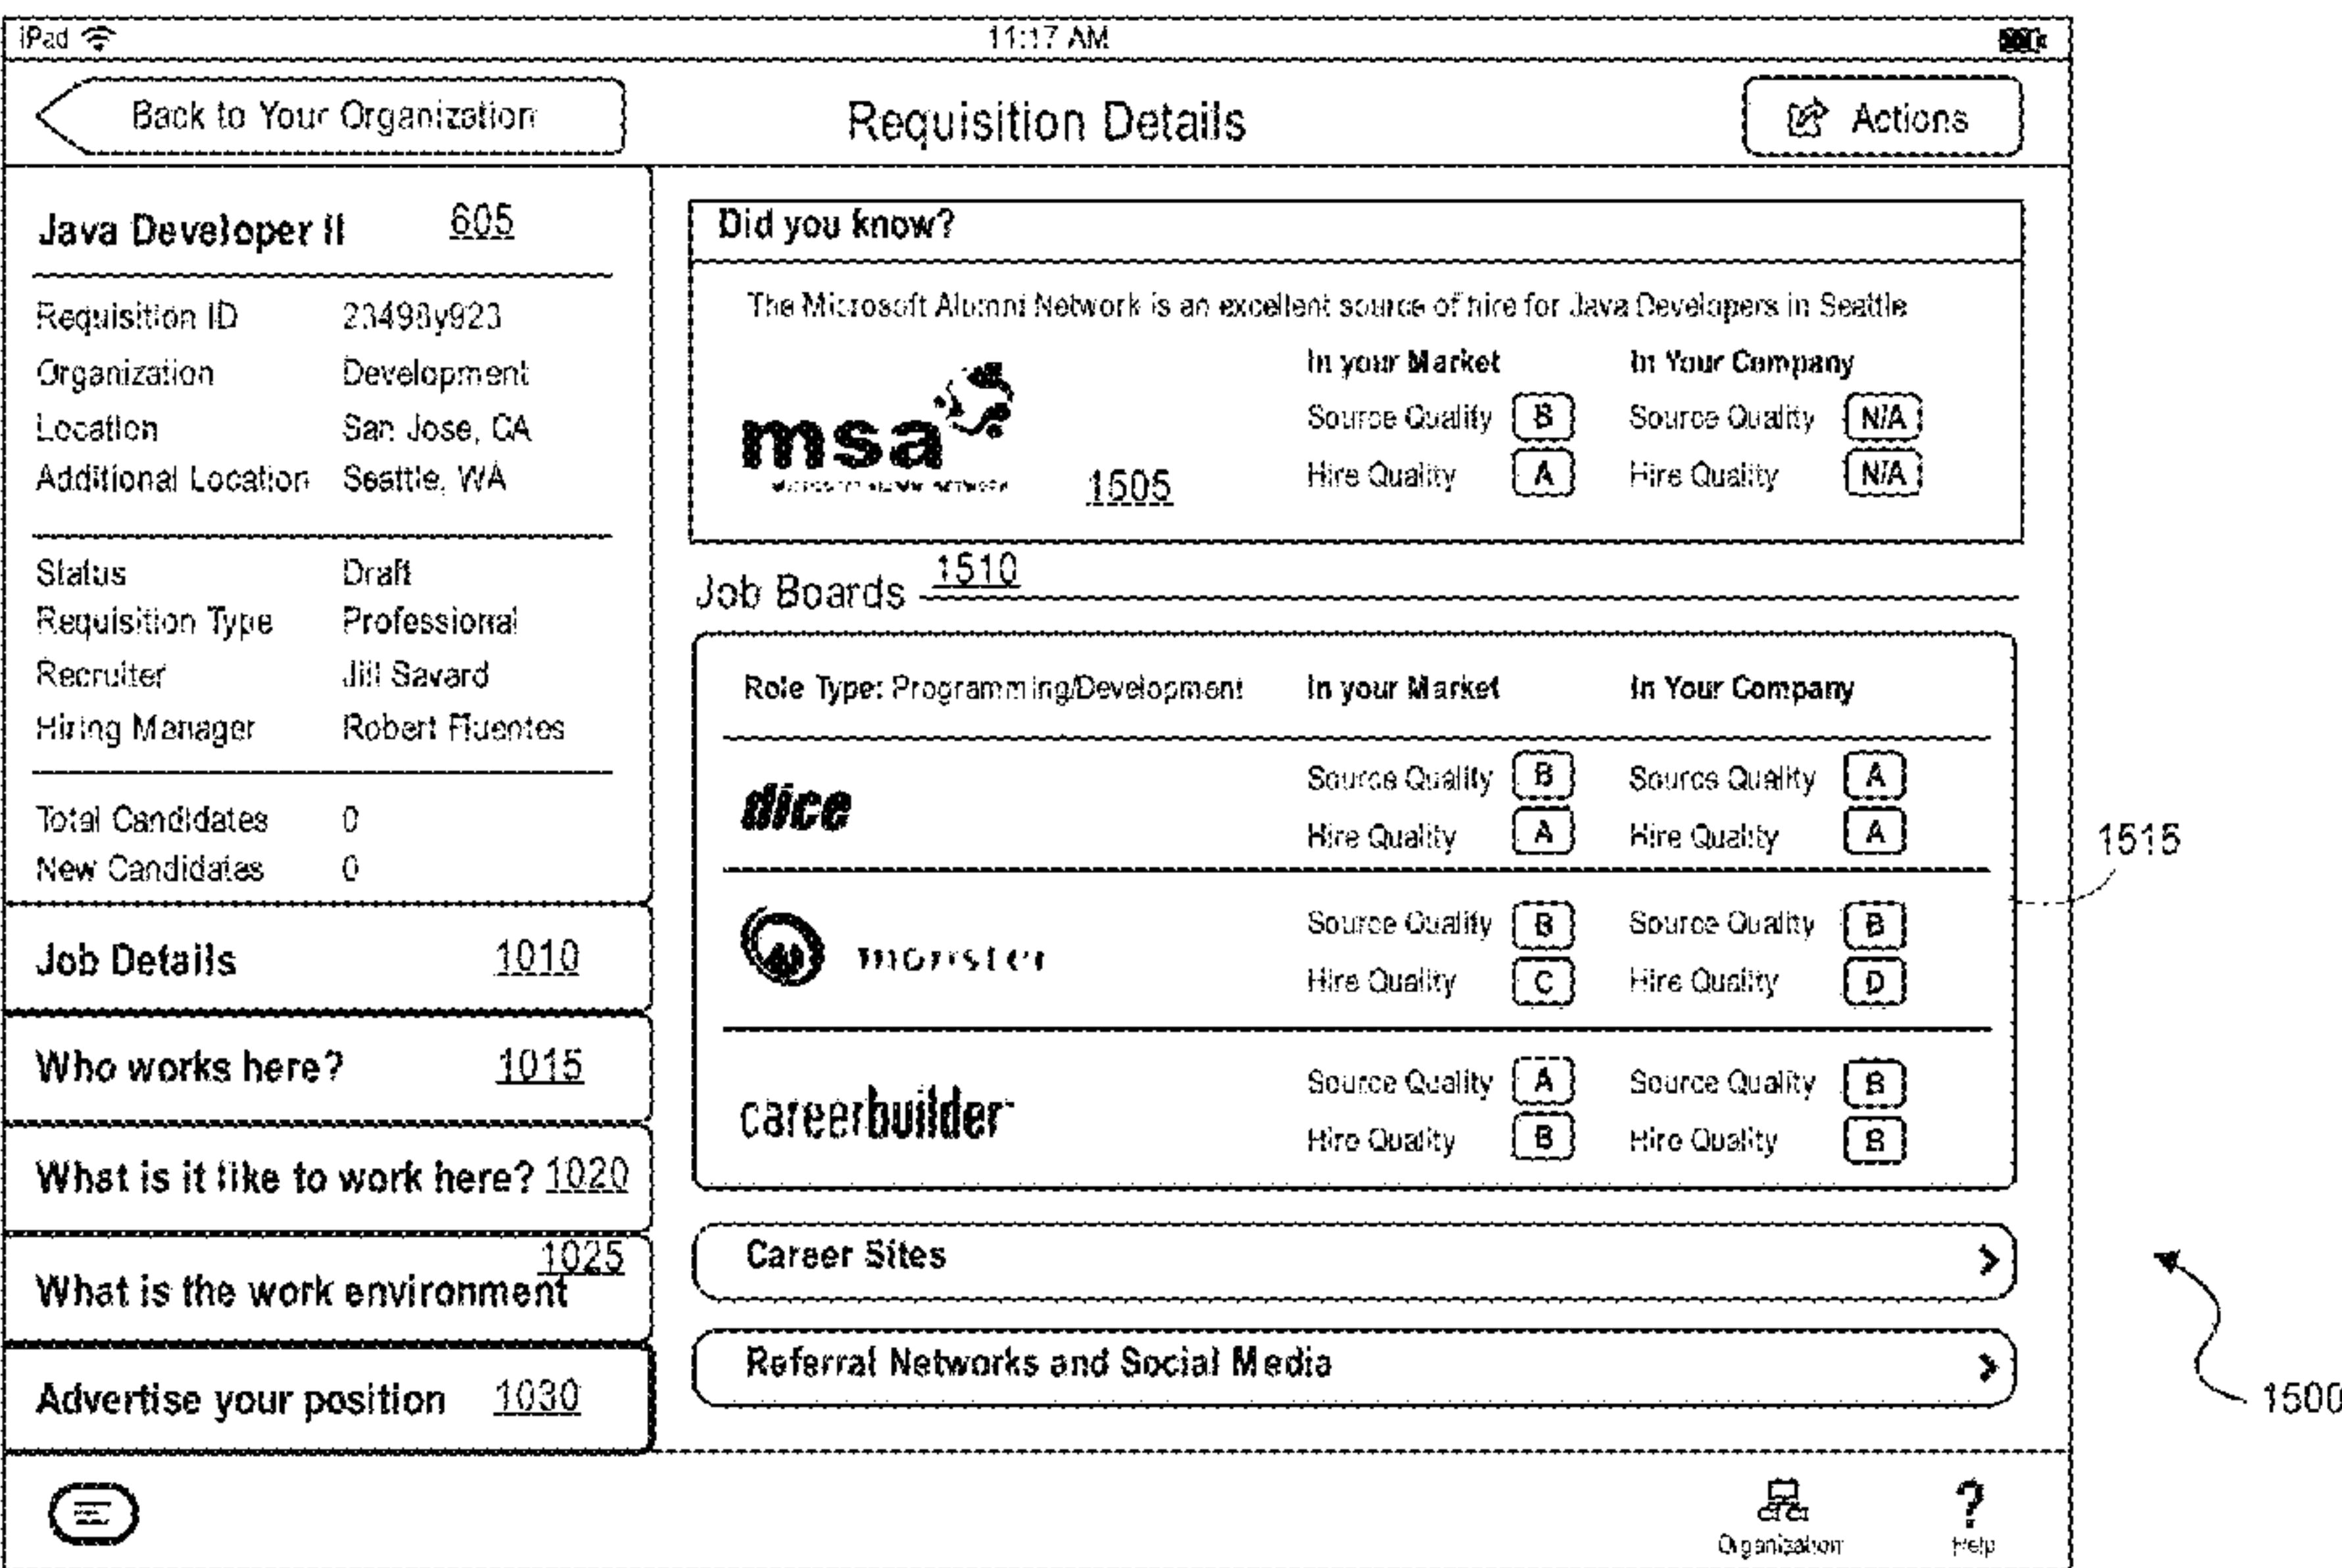 iPad 11:17 AM
Back to Your Organization Requisition Details Actions
Java Developer II 605
Requisition ID 23498y923
Organization Development
Location San Jose, CA
Additional Location Seattle, WA
Status Draft
Requisition Type Professional
Recruiter Jill Savard
Hiring Manager Robert Fluentes
Total Candidates 0
New Candidates 0
Job Details 1010
Who works here? 1015
What is it like to work here? 1020
1025
What is the work environment
Advertise your position 1030
Did you know?
The Microsoft Alumni Network is an excellent source of hire for Java Developers in Seattle
In your Market In Your Company
msa
MICROSOFT ALUMNI NETWORK
1505
Source Quality B Source Quality N/A
Hire Quality A Hire Quality N/A
Job Boards 1510
Role Type: Programming/Development In your Market In Your Company
dice
Source Quality B Source Quality A
Hire Quality A Hire Quality A
monster
Source Quality B Source Quality B
Hire Quality C Hire Quality D
careerbuilder
Source Quality A Source Quality B
Hire Quality B Hire Quality B
1515
Career Sites
Referral Networks and Social Media
1500
Organization Help